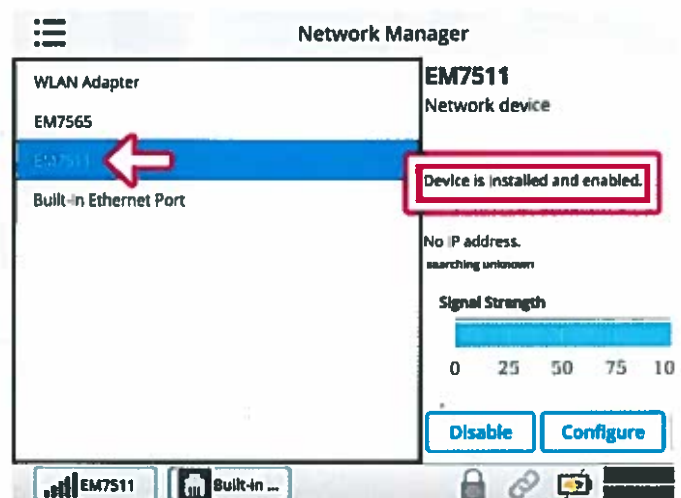 Network Manager
WLAN Adapter
EM7565
EM7511
Built-in Ethernet Port
EM7511
Network device
Device is installed and enabled.
No IP address.
searching unknown
Signal Strength
0 25 50 75 10
Disable Configure
EM7511 Built-in ...